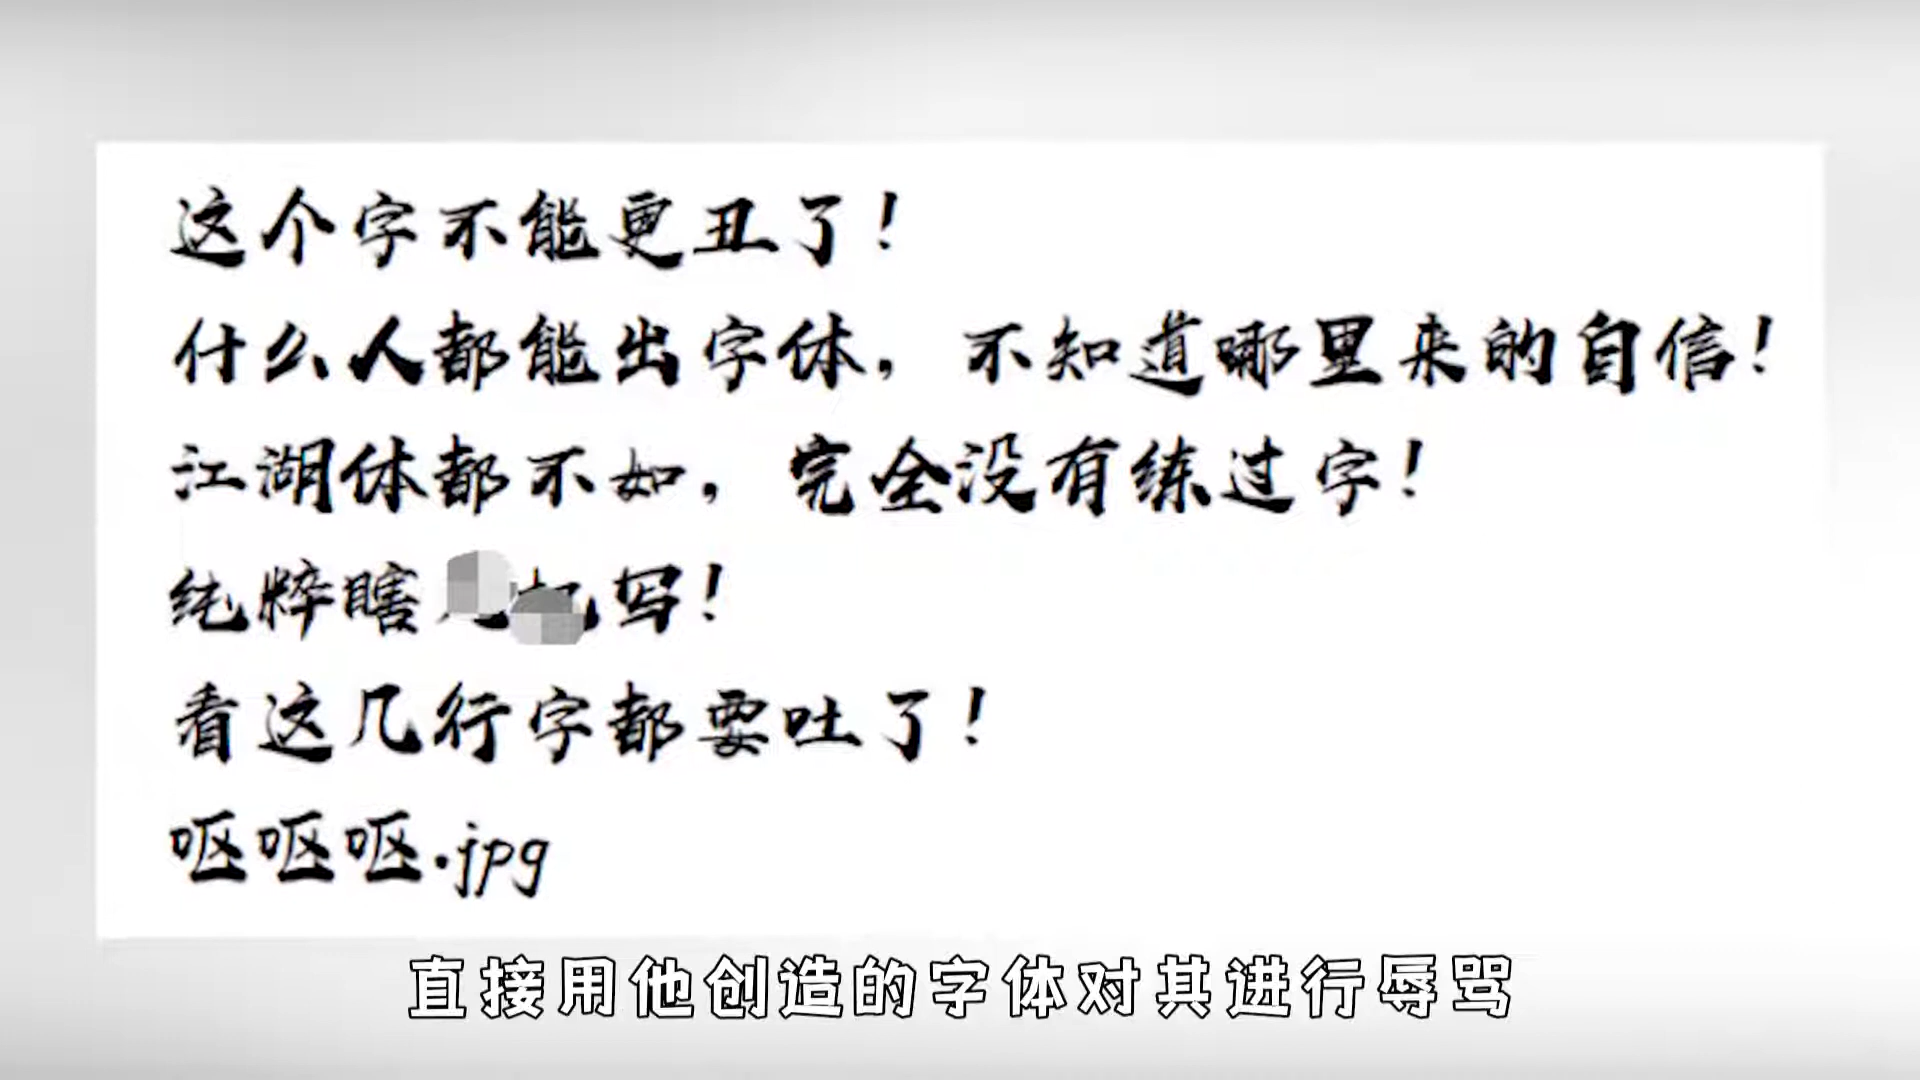 这个字不能更丑了！
什么人都能出字体，不知道哪里来的自信！
江湖体都不如，完全没有练过字！
纯粹瞎写！
看这几行字都要吐了！
呕呕呕.jpg
直接用他创造的字体对其进行辱骂